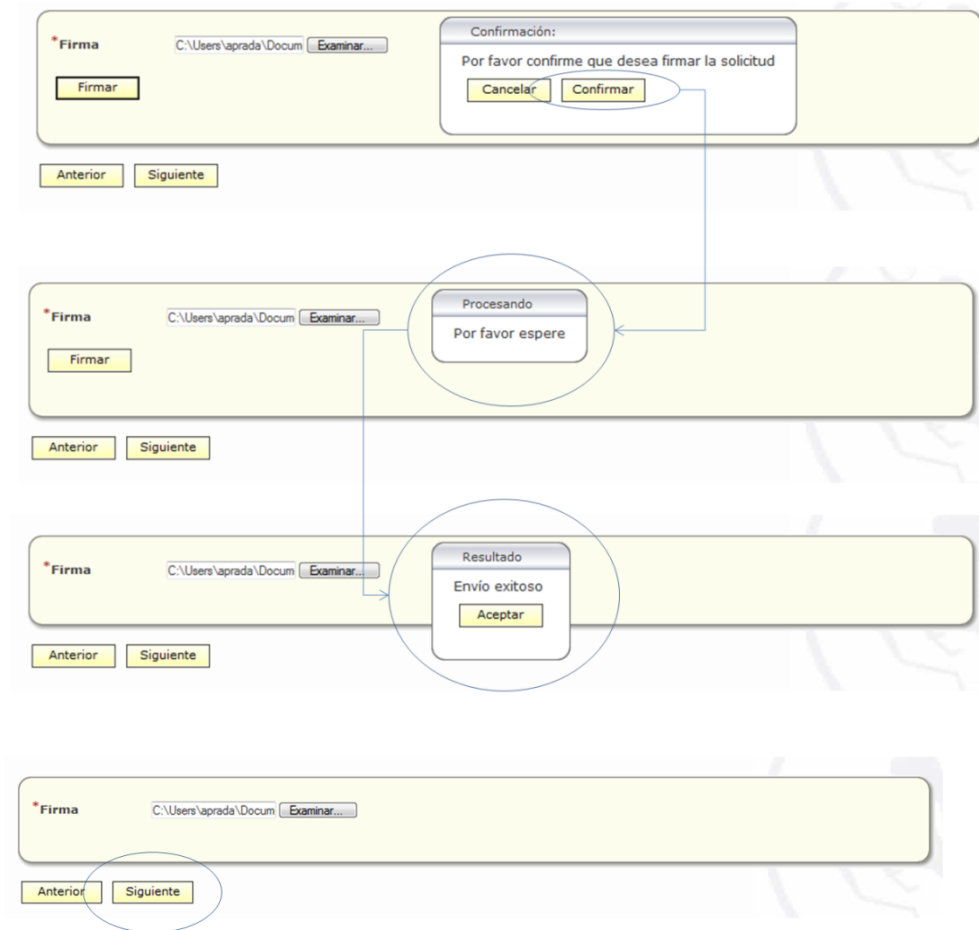 Confirmación:
*Firma C:\Users\aprada\Docum Examinar...
Por favor confirme que desea firmar la solicitud
Firmar Cancelar Confirmar
Anterior Siguiente
Procesando
*Firma C:\Users\aprada\Docum Examinar...
Por favor espere
Firmar
Anterior Siguiente
Resultado
*Firma C:\Users\aprada\Docum Examinar...
Envío exitoso
Aceptar
Anterior Siguiente
*Firma C:\Users\aprada\Docum Examinar...
Anterior Siguiente